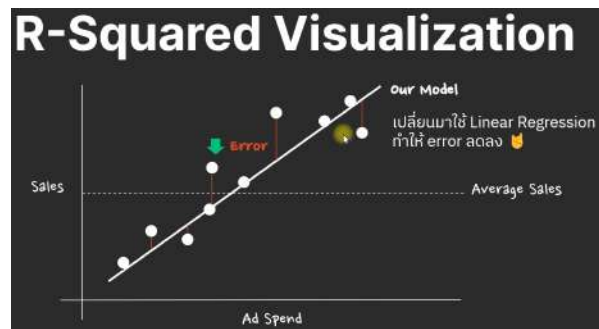 R-Squared Visualization
Our Model
เปลี่ยนมาใช้ Linear Regression
ทำให้ error ลดลง 🤘
Error
Sales
Average Sales
Ad Spend